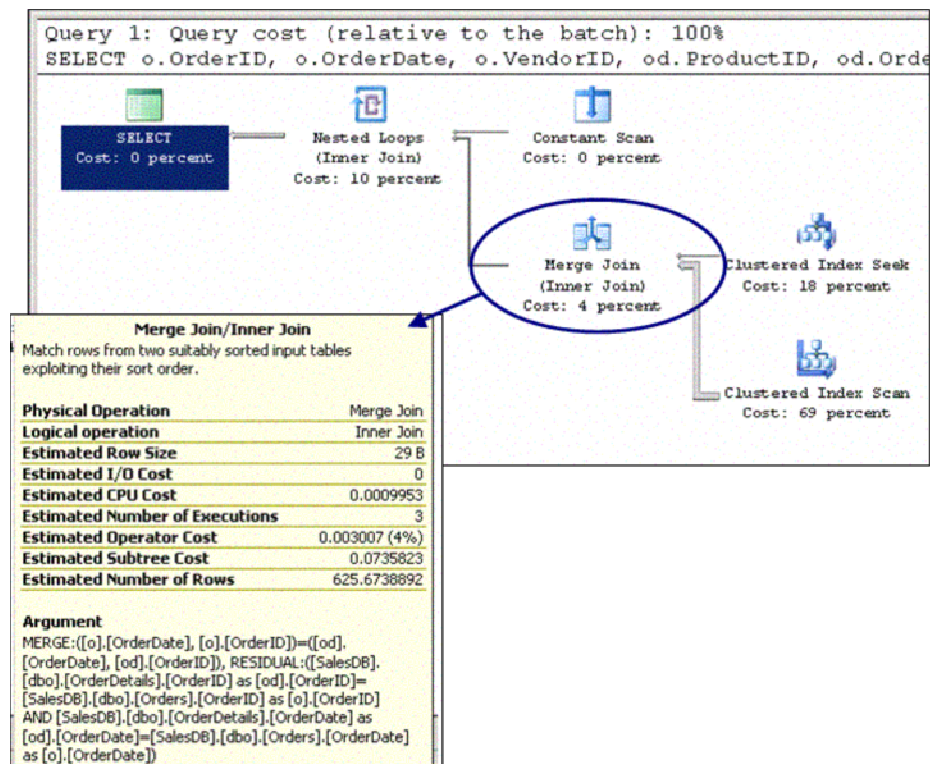 Query 1: Query cost (relative to the batch): 100%
SELECT o.OrderID, o.OrderDate, o.VendorID, od.ProductID, od.Orde
SELECT
Cost: 0 percent
Nested Loops
(Inner Join)
Cost: 10 percent
Constant Scan
Cost: 0 percent
Merge Join
(Inner Join)
Cost: 4 percent
Clustered Index Seek
Cost: 18 percent
Clustered Index Scan
Cost: 69 percent
Merge Join/Inner Join
Match rows from two suitably sorted input tables
exploiting their sort order.
Physical Operation Merge Join
Logical operation Inner Join
Estimated Row Size 29 B
Estimated I/O Cost 0
Estimated CPU Cost 0.0009953
Estimated Number of Executions 3
Estimated Operator Cost 0.003007 (4%)
Estimated Subtree Cost 0.0735823
Estimated Number of Rows 625.6738892
Argument
MERGE:([o].[OrderDate], [o].[OrderID])=([od].
[OrderDate], [od].[OrderID]), RESIDUAL:([SalesDB].
[dbo].[OrderDetails].[OrderID] as [od].[OrderID]=
[SalesDB].[dbo].[Orders].[OrderID] as [o].[OrderID]
AND [SalesDB].[dbo].[OrderDetails].[OrderDate] as
[od].[OrderDate]=[SalesDB].[dbo].[Orders].[OrderDate]
as [o].[OrderDate])